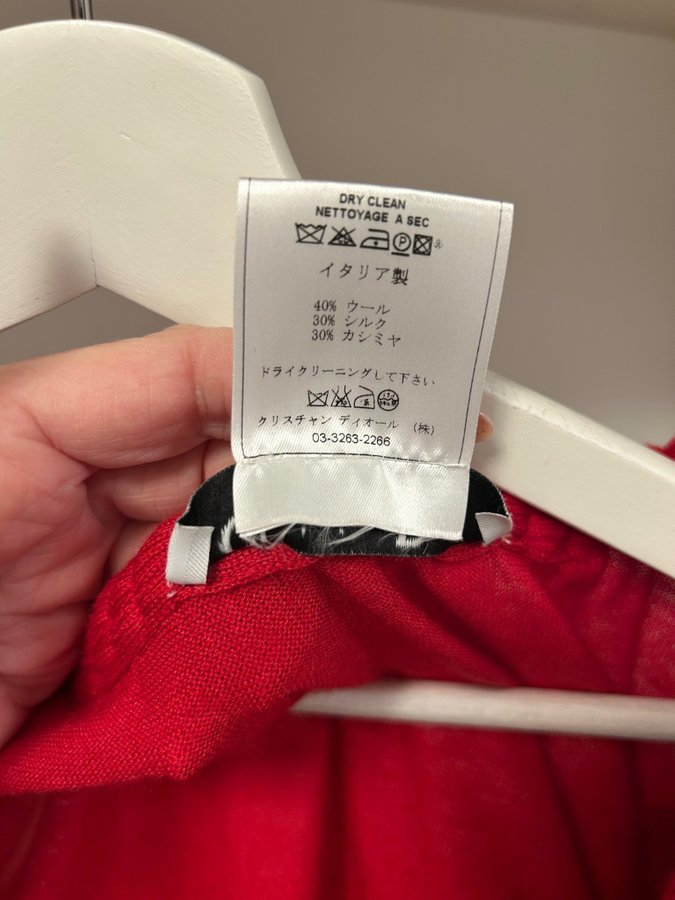 DRY CLEAN
NETTOYAGE A SEC
イタリア製
40% ウール
30% シルク
30% カシミヤ
ドライクリーニングして下さい
クリスチャン ディオール (株)
03-3263-2266